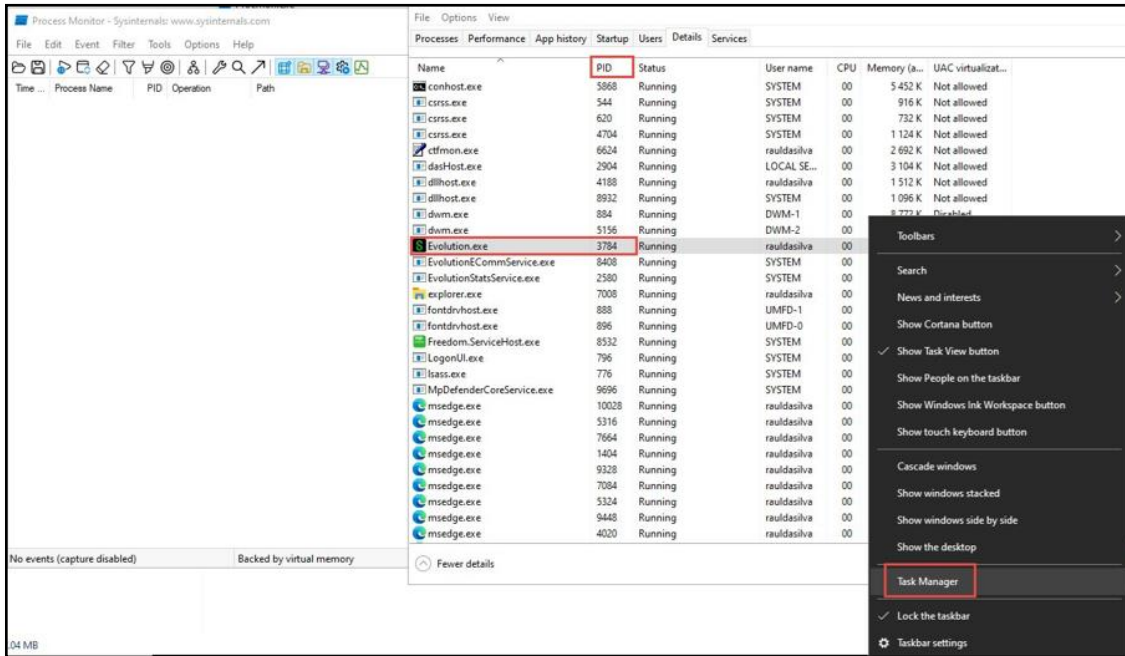 Process Monitor - Sysinternals: www.sysinternals.com
File Edit Event Filter Tools Options Help
Time ... Process Name PID Operation Path
No events (capture disabled) Backed by virtual memory
.04 MB
File Options View
Processes Performance App history Startup Users Details Services
Name PID Status User name CPU Memory (a... UAC virtualizat...
conhost.exe 5868 Running SYSTEM 00 5 452 K Not allowed
csrss.exe 544 Running SYSTEM 00 916 K Not allowed
csrss.exe 620 Running SYSTEM 00 732 K Not allowed
csrss.exe 4704 Running SYSTEM 00 1 124 K Not allowed
ctfmon.exe 6624 Running rauldasilva 00 2 692 K Not allowed
dasHost.exe 2904 Running LOCAL SE... 00 3 104 K Not allowed
dllhost.exe 4188 Running rauldasilva 00 1 512 K Not allowed
dllhost.exe 8932 Running SYSTEM 00 1 096 K Not allowed
dwm.exe 884 Running DWM-1 00 8 772 K Disabled
dwm.exe 5156 Running DWM-2 00
Evolution.exe 3784 Running rauldasilva 00
EvolutionECommService.exe 8408 Running SYSTEM 00
EvolutionStatsService.exe 2580 Running SYSTEM 00
explorer.exe 7008 Running rauldasilva 00
fontdrvhost.exe 888 Running UMFD-1 00
fontdrvhost.exe 896 Running UMFD-0 00
Freedom.ServiceHost.exe 8532 Running SYSTEM 00
LogonUI.exe 796 Running SYSTEM 00
lsass.exe 776 Running SYSTEM 00
MpDefenderCoreService.exe 9696 Running SYSTEM 00
msedge.exe 10028 Running rauldasilva 00
msedge.exe 5316 Running rauldasilva 00
msedge.exe 7664 Running rauldasilva 00
msedge.exe 1404 Running rauldasilva 00
msedge.exe 9328 Running rauldasilva 00
msedge.exe 7084 Running rauldasilva 00
msedge.exe 5324 Running rauldasilva 00
msedge.exe 9448 Running rauldasilva 00
msedge.exe 4020 Running rauldasilva 00
Fewer details
Toolbars
Search
News and interests
Show Cortana button
Show Task View button
Show People on the taskbar
Show Windows Ink Workspace button
Show touch keyboard button
Cascade windows
Show windows stacked
Show windows side by side
Show the desktop
Task Manager
Lock the taskbar
Taskbar settings